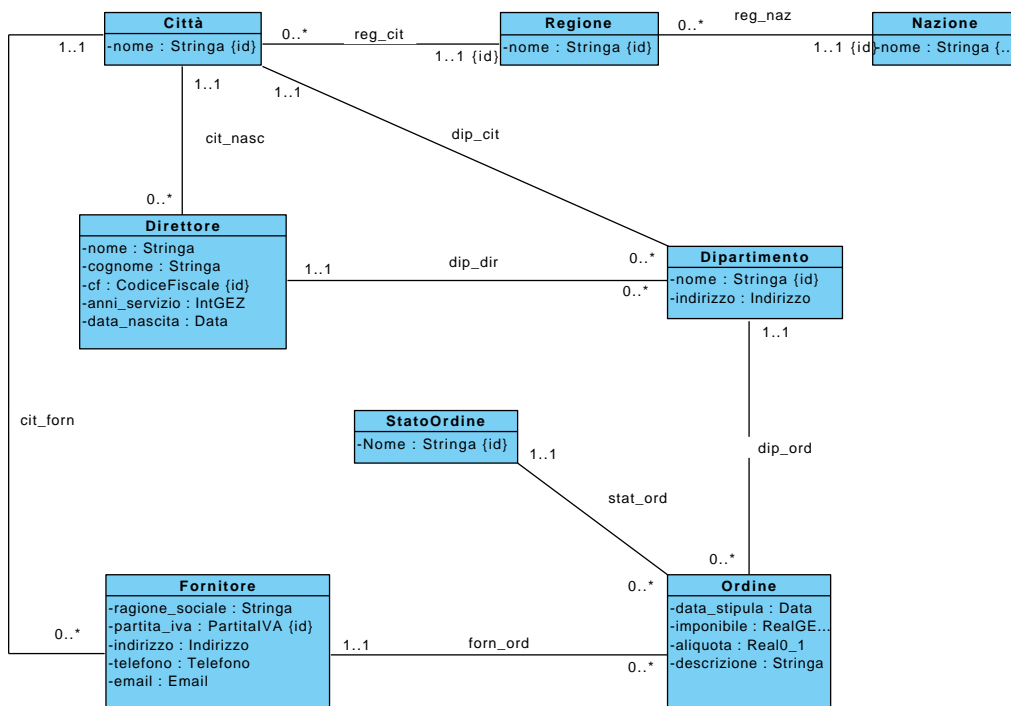 Città
-nome : Stringa {id}
1..1
0..*
reg_cit
1..1 {id}
Regione
-nome : Stringa {id}
0..*
reg_naz
1..1 {id}
Nazione
-nome : Stringa {...
1..1
1..1
cit_nasc
dip_cit
0..*
Direttore
-nome : Stringa
-cognome : Stringa
-cf : CodiceFiscale {id}
-anni_servizio : IntGEZ
-data_nascita : Data
1..1
dip_dir
0..*
0..*
Dipartimento
-nome : Stringa {id}
-indirizzo : Indirizzo
1..1
cit_forn
StatoOrdine
-Nome : Stringa {id}
1..1
dip_ord
stat_ord
0..*
0..*
Fornitore
-ragione_sociale : Stringa
-partita_iva : PartitaIVA {id}
-indirizzo : Indirizzo
-telefono : Telefono
-email : Email
0..*
1..1
forn_ord
0..*
Ordine
-data_stipula : Data
-imponibile : RealGE...
-aliquota : Real0_1
-descrizione : Stringa